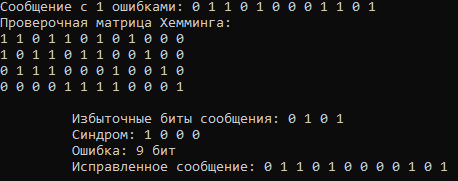 Сообщение с 1 ошибками: 0 1 1 0 1 0 0 0 1 1 0 1
Проверочная матрица Хемминга:
1 1 0 1 1 0 1 0 1 0 0 0
1 0 1 1 0 1 1 0 0 1 0 0
0 1 1 1 0 0 0 1 0 0 1 0
0 0 0 0 1 1 1 1 0 0 0 1
Избыточные биты сообщения: 0 1 0 1
Синдром: 1 0 0 0
Ошибка: 9 бит
Исправленное сообщение: 0 1 1 0 1 0 0 0 0 1 0 1